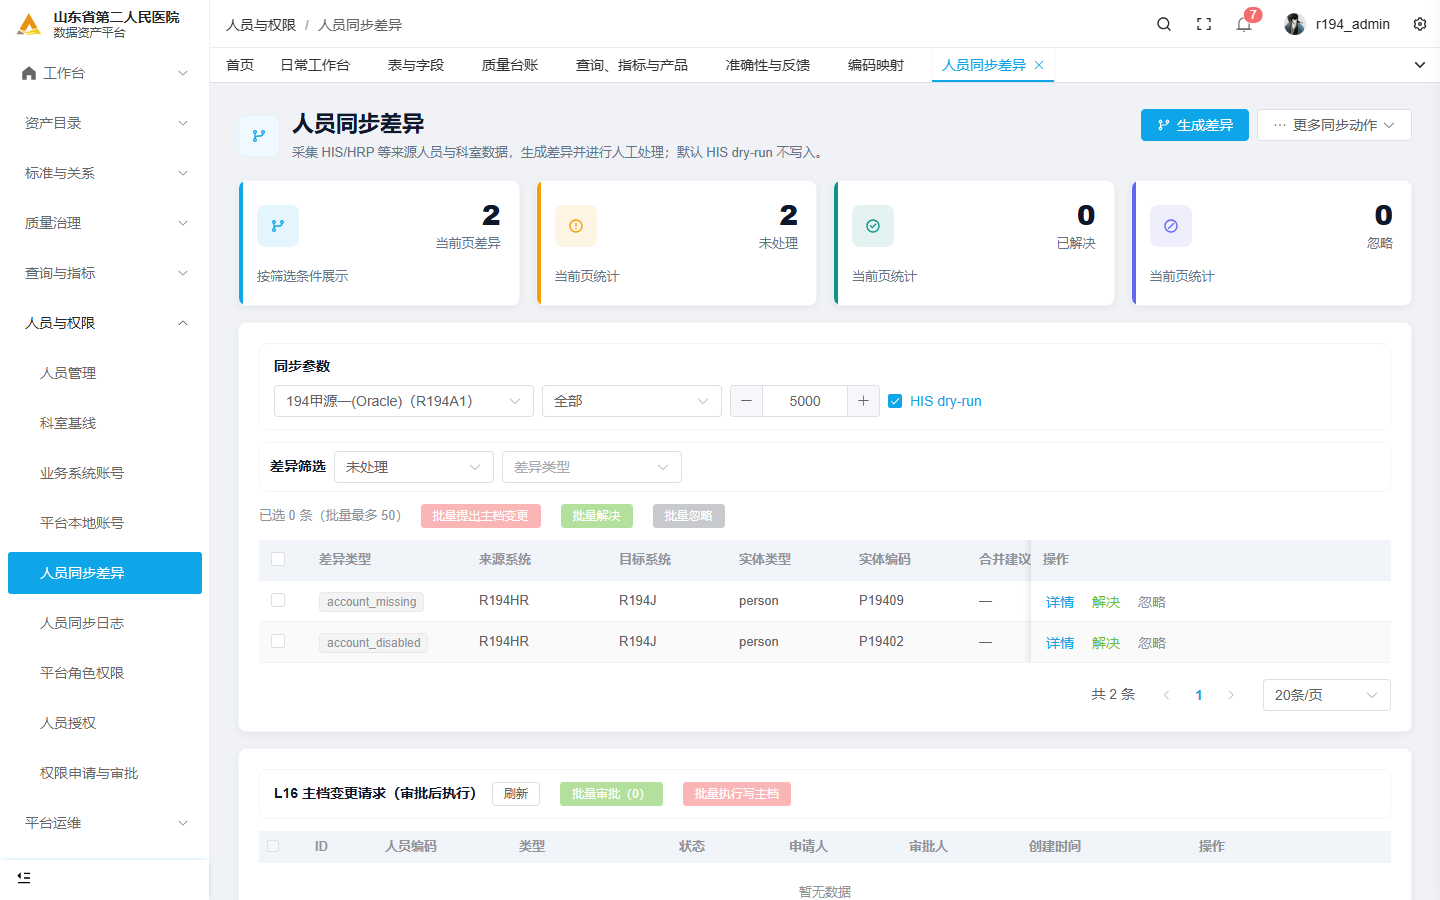 山东省第二人民医院
数据资产平台
工作台
资产目录
标准与关系
质量治理
查询与指标
人员与权限
人员管理
科室基线
业务系统账号
平台本地账号
人员同步差异
人员同步日志
平台角色权限
人员授权
权限申请与审批
平台运维
人员与权限 / 人员同步差异
7
r194_admin
首页 日常工作台 表与字段 质量台账 查询、指标与产品 准确性与反馈 编码映射 人员同步差异
人员同步差异
采集 HIS/HRP 等来源人员与科室数据，生成差异并进行人工处理；默认 HIS dry-run 不写入。
生成差异 更多同步动作
2
当前页差异
按筛选条件展示
2
未处理
当前页统计
0
已解决
当前页统计
0
忽略
当前页统计
同步参数
194甲源一(Oracle)（R194A1） 全部 5000 HIS dry-run
差异筛选 未处理 差异类型
已选 0 条（批量最多 50） 批量提出主档变更 批量解决 批量忽略
差异类型 来源系统 目标系统 实体类型 实体编码 合并建议 操作
account_missing R194HR R194J person P19409 — 详情 解决 忽略
account_disabled R194HR R194J person P19402 — 详情 解决 忽略
共 2 条 1 20条/页
L16 主档变更请求（审批后执行） 刷新 批量审批（0） 批量执行写主档
ID 人员编码 类型 状态 申请人 审批人 创建时间 操作
暂无数据